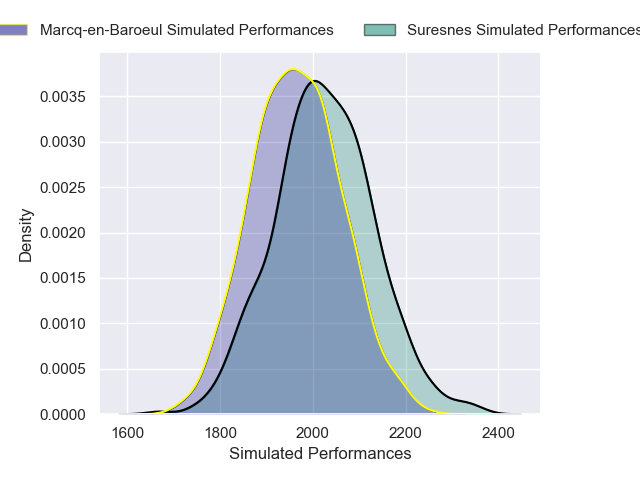 Marcq-en-Baroeul Simulated Performances
Suresnes Simulated Performances
0.0035
0.0030
0.0025
0.0020
0.0015
0.0010
0.0005
0.0000
Density
1600 1800 2000 2200 2400
Simulated Performances